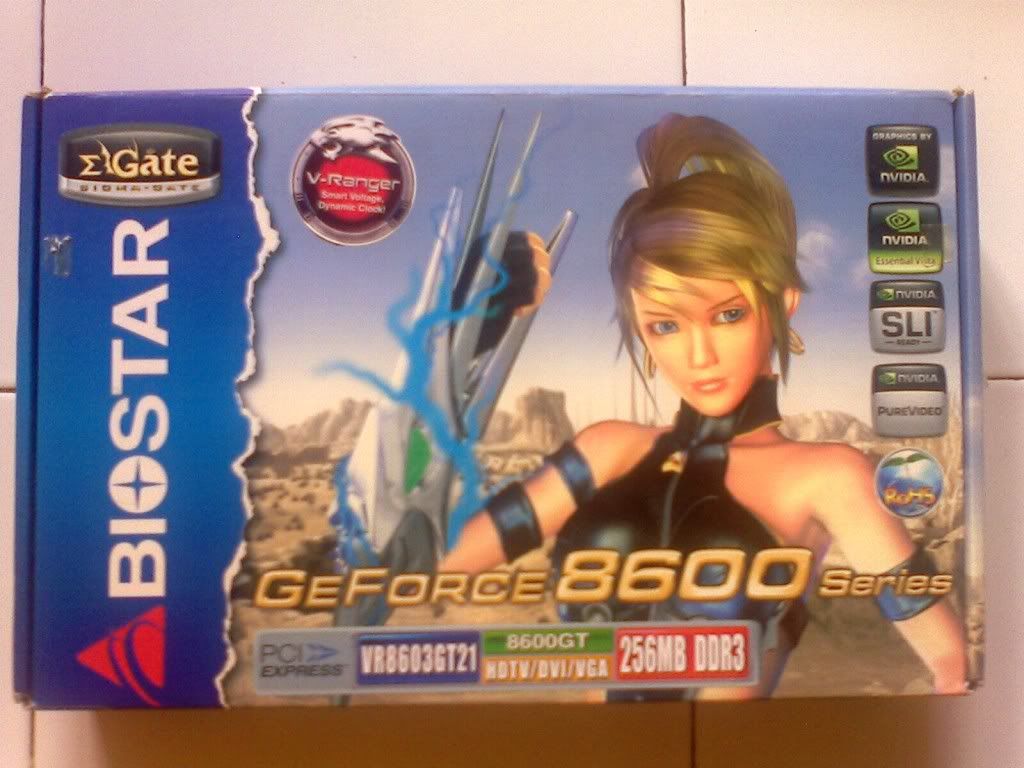 ΣGate
SIGMA-GATE
BIOSTAR
V-Ranger
Smart Voltage,
Dynamic Clock!
GRAPHICS BY
NVIDIA.
NVIDIA.
Essential Vista
NVIDIA
SLI
READY
NVIDIA
PUREVIDEO
RoHS
GEFORCE 8600 Series
PCI
EXPRESS
VR8603GT21
8600GT
HDTV/DVI/VGA
256MB DDR3